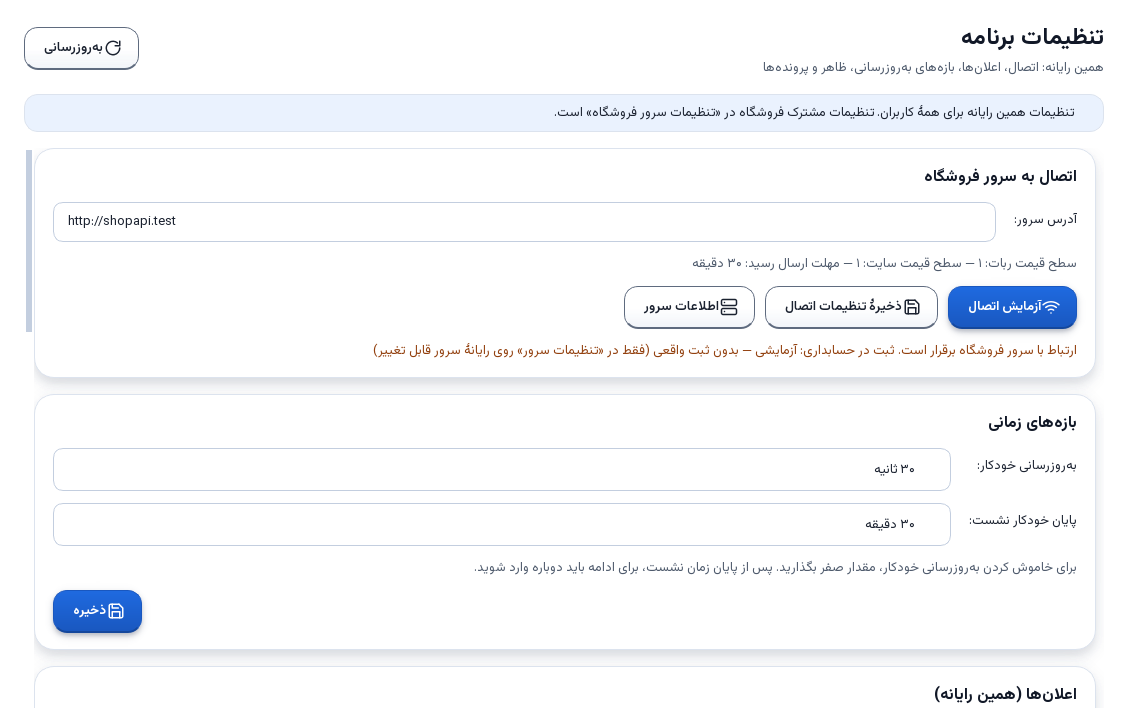 تنظیمات برنامه
همین رایانه: اتصال، اعلان‌ها، بازه‌های به‌روزرسانی، ظاهر و پرونده‌ها
به‌روزرسانی
تنظیمات همین رایانه برای همهٔ کاربران. تنظیمات مشترک فروشگاه در «تنظیمات سرور فروشگاه» است.
اتصال به سرور فروشگاه
آدرس سرور:
http://shopapi.test
سطح قیمت ربات: ۱ — سطح قیمت سایت: ۱ — مهلت ارسال رسید: ۳۰ دقیقه
آزمایش اتصال
ذخیرهٔ تنظیمات اتصال
اطلاعات سرور
ارتباط با سرور فروشگاه برقرار است. ثبت در حسابداری: آزمایشی — بدون ثبت واقعی (فقط در «تنظیمات سرور» روی رایانهٔ سرور قابل تغییر)
بازه‌های زمانی
به‌روزرسانی خودکار:
۳۰ ثانیه
پایان خودکار نشست:
۳۰ دقیقه
برای خاموش کردن به‌روزرسانی خودکار، مقدار صفر بگذارید. پس از پایان زمان نشست، برای ادامه باید دوباره وارد شوید.
ذخیره
اعلان‌ها (همین رایانه)